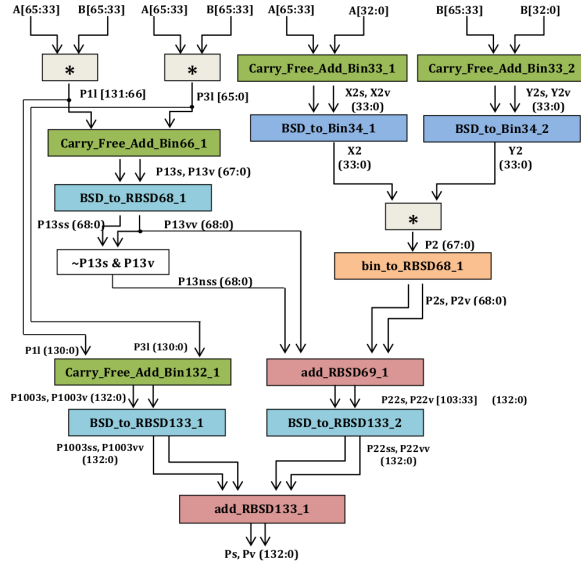 A[65:33] B[65:33] A[65:33] B[65:33] A[65:33] A[32:0] B[65:33] B[32:0]
* *
Carry_Free_Add_Bin33_1 Carry_Free_Add_Bin33_2
P1l [131:66] P3l [65:0]
X2s, X2v
(33:0)
Y2s, Y2v
(33:0)
Carry_Free_Add_Bin66_1
BSD_to_Bin34_1 BSD_to_Bin34_2
P13s, P13v (67:0)
X2
(33:0)
Y2
(33:0)
BSD_to_RBSD68_1
P13ss (68:0) P13vv (68:0)
*
~P13s & P13v
P2 (67:0)
P13nss (68:0)
bin_to_RBSD68_1
P2s, P2v (68:0)
P1l (130:0) P3l (130:0)
Carry_Free_Add_Bin132_1 add_RBSD69_1
P1003s, P1003v (132:0) P22s, P22v [103:33] (132:0)
BSD_to_RBSD133_1 BSD_to_RBSD133_2
P1003ss, P1003vv
(132:0)
P22ss, P22vv
(132:0)
add_RBSD133_1
Ps, Pv (132:0)